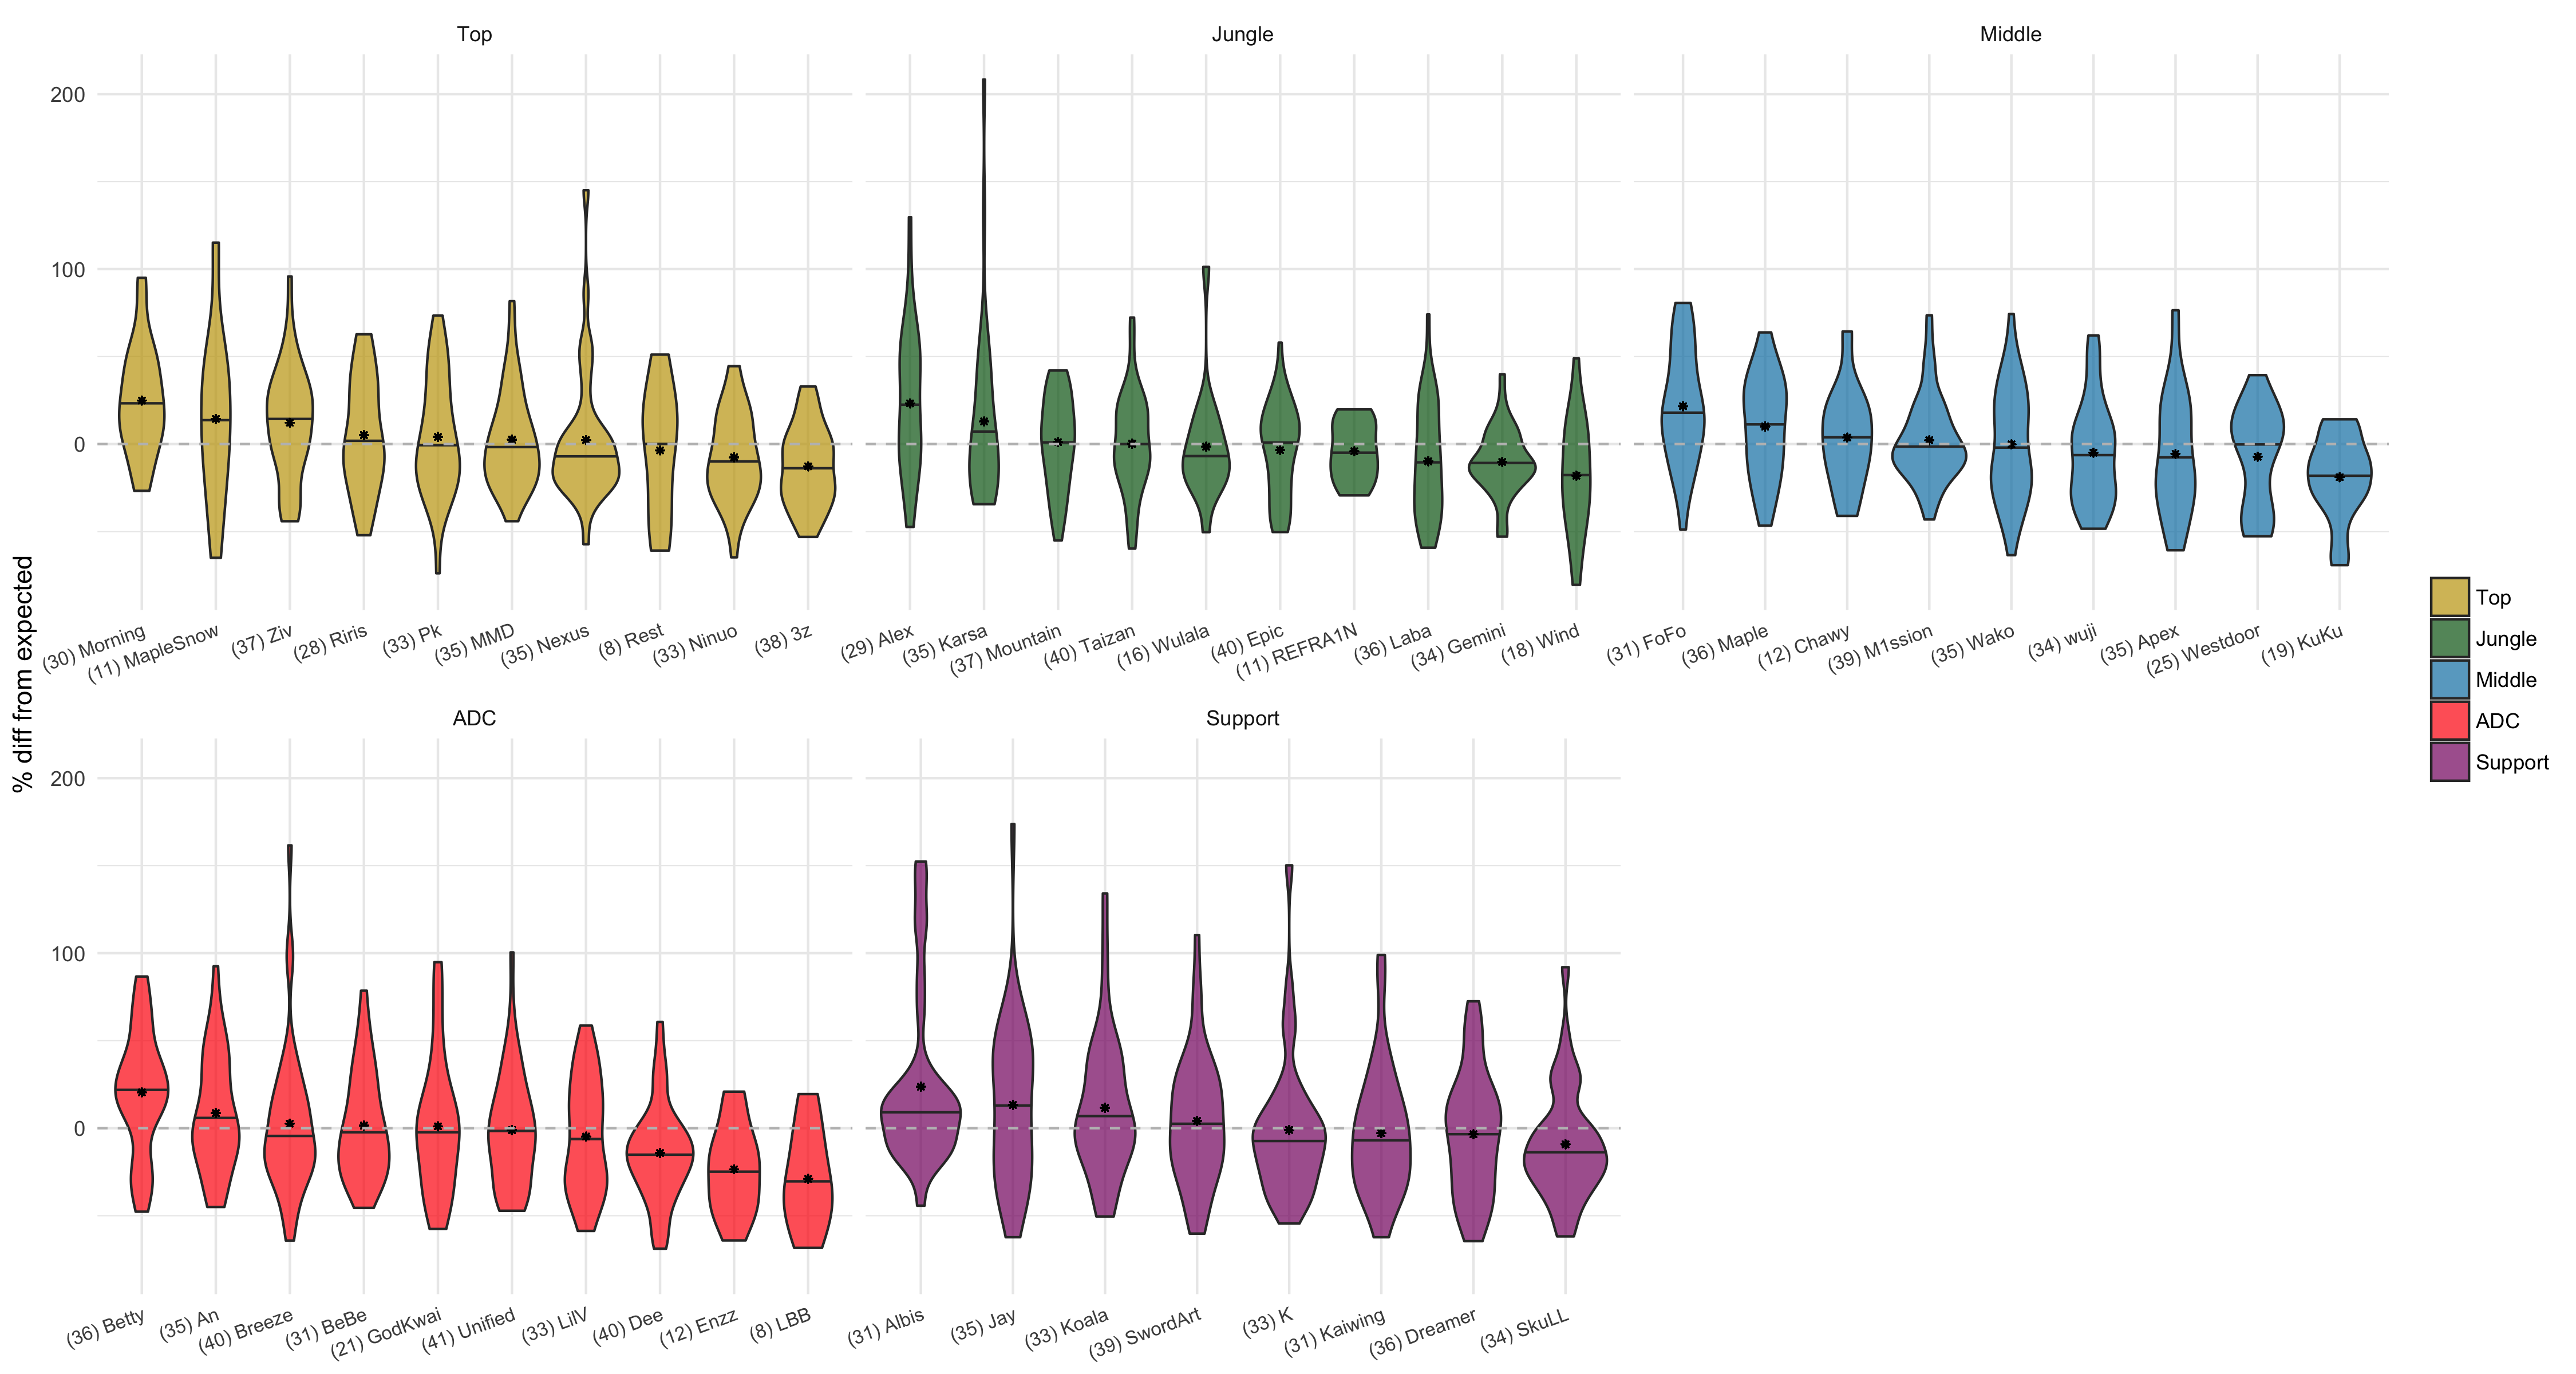 Top
Jungle
Middle
200
100
0
(30) Morning
(11) MapleSnow
(37) Ziv
(28) Riris
(33) Pk
(35) MMD
(35) Nexus
(8) Rest
(33) Ninuo
(38) 3z
(29) Alex
(35) Karsa
(37) Mountain
(40) Taizan
(16) Wulala
(40) Epic
(11) REFRA1N
(36) Laba
(34) Gemini
(18) Wind
(31) FoFo
(36) Maple
(12) Chawy
(39) M1ssion
(35) Wako
(34) wuji
(35) Apex
(25) Westdoor
(19) KuKu
% diff from expected
ADC
Support
200
100
0
(36) Betty
(35) An
(40) Breeze
(31) BeBe
(21) GodKwai
(41) Unified
(33) LilV
(40) Dee
(12) Enzz
(8) LBB
(31) Albis
(35) Jay
(33) Koala
(39) SwordArt
(33) K
(31) Kaiwing
(36) Dreamer
(34) SkuLL
Top
Jungle
Middle
ADC
Support